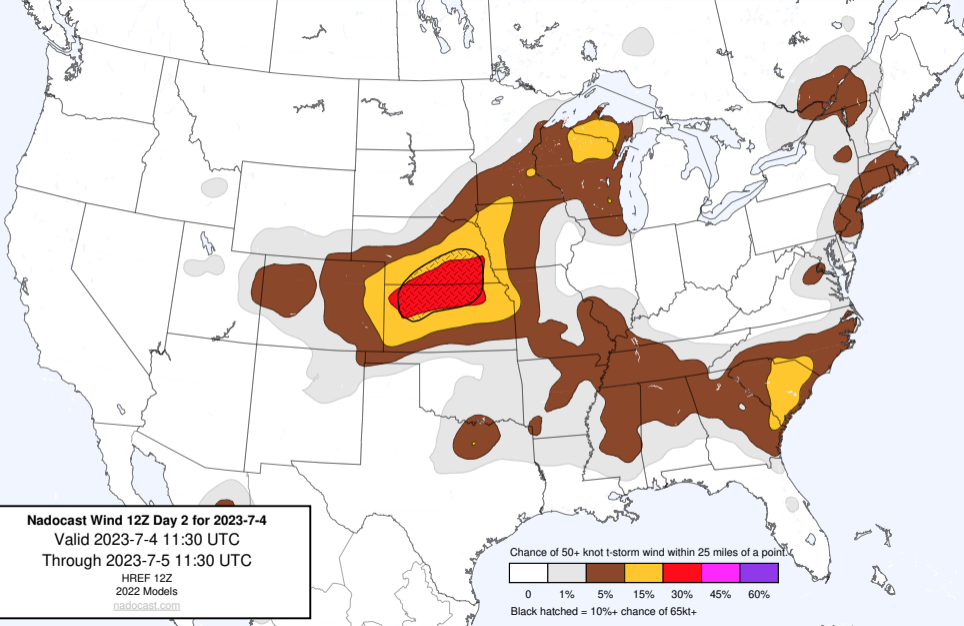 Nadocast Wind 12Z Day 2 for 2023-7-4
Valid 2023-7-4 11:30 UTC
Through 2023-7-5 11:30 UTC
HREF 12Z
2022 Models
nadocast.com
Chance of 50+ knot t-storm wind within 25 miles of a point.
0 1% 5% 15% 30% 45% 60%
Black hatched = 10%+ chance of 65kt+